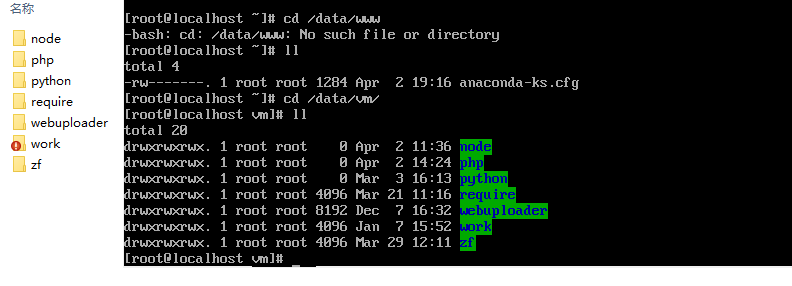 名称
node
php
python
require
webuploader
work
zf
[root@localhost ~]# cd /data/www
-bash: cd: /data/www: No such file or directory
[root@localhost ~]# ll
total 4
-rw-------. 1 root root 1284 Apr  2 19:16 anaconda-ks.cfg
[root@localhost ~]# cd /data/vm/
[root@localhost vm]# ll
total 20
drwxrwxrwx. 1 root root    0 Apr  2 11:36 node
drwxrwxrwx. 1 root root    0 Apr  2 14:24 php
drwxrwxrwx. 1 root root    0 Mar  3 16:13 python
drwxrwxrwx. 1 root root 4096 Mar 21 11:16 require
drwxrwxrwx. 1 root root 8192 Dec  7 16:32 webuploader
drwxrwxrwx. 1 root root 4096 Jan  7 15:52 work
drwxrwxrwx. 1 root root 4096 Mar 29 12:11 zf
[root@localhost vm]#